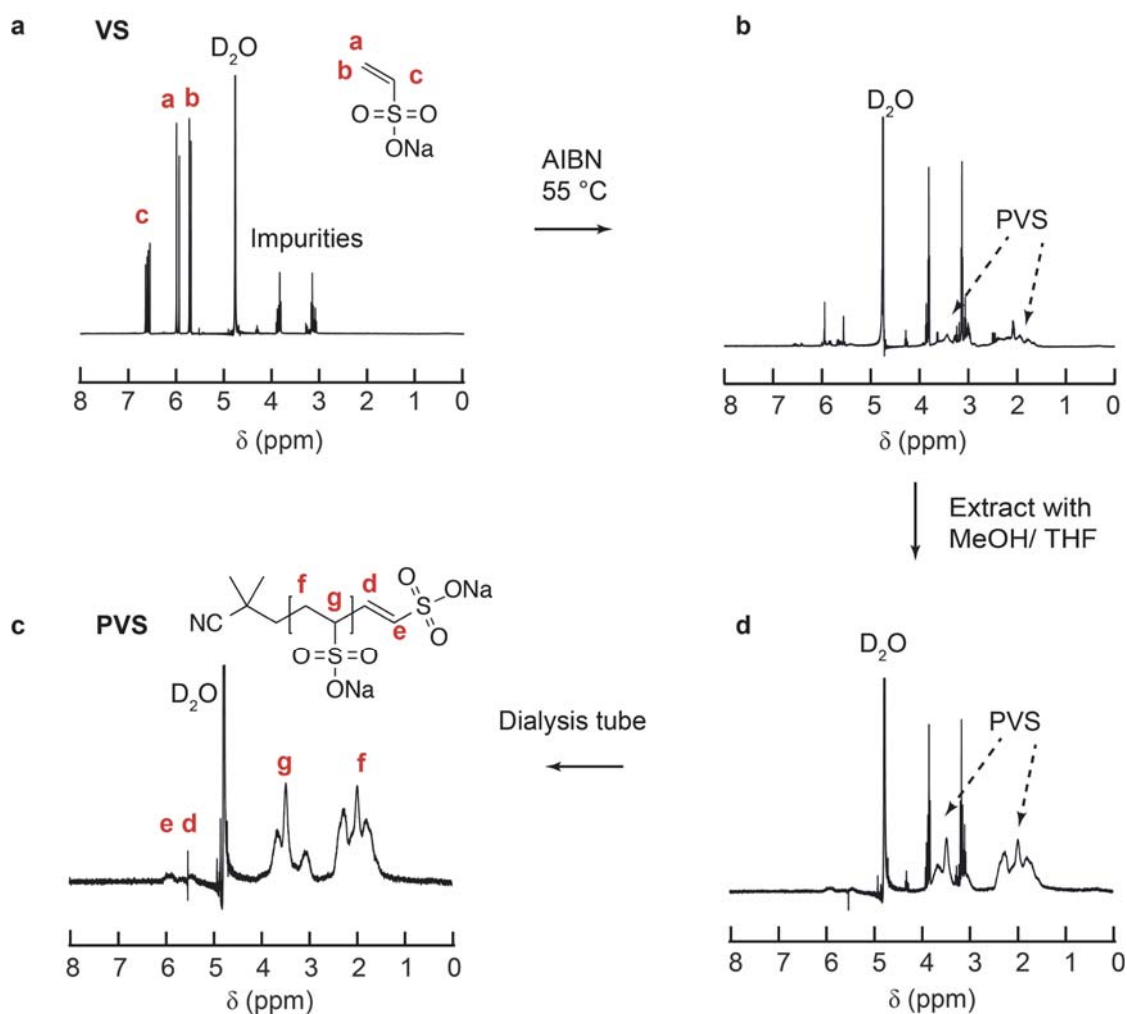 a VS
D2O
a
b
c
O=S=O
ONa
a b
c
Impurities
8 7 6 5 4 3 2 1 0
δ (ppm)
AIBN
55 °C
b
D2O
PVS
8 7 6 5 4 3 2 1 0
δ (ppm)
Extract with
MeOH/ THF
c PVS
NC
f
g
d
e
O
S
ONa
O
O=S=O
ONa
D2O
g
f
e d
8 7 6 5 4 3 2 1 0
δ (ppm)
Dialysis tube
d
D2O
PVS
8 7 6 5 4 3 2 1 0
δ (ppm)